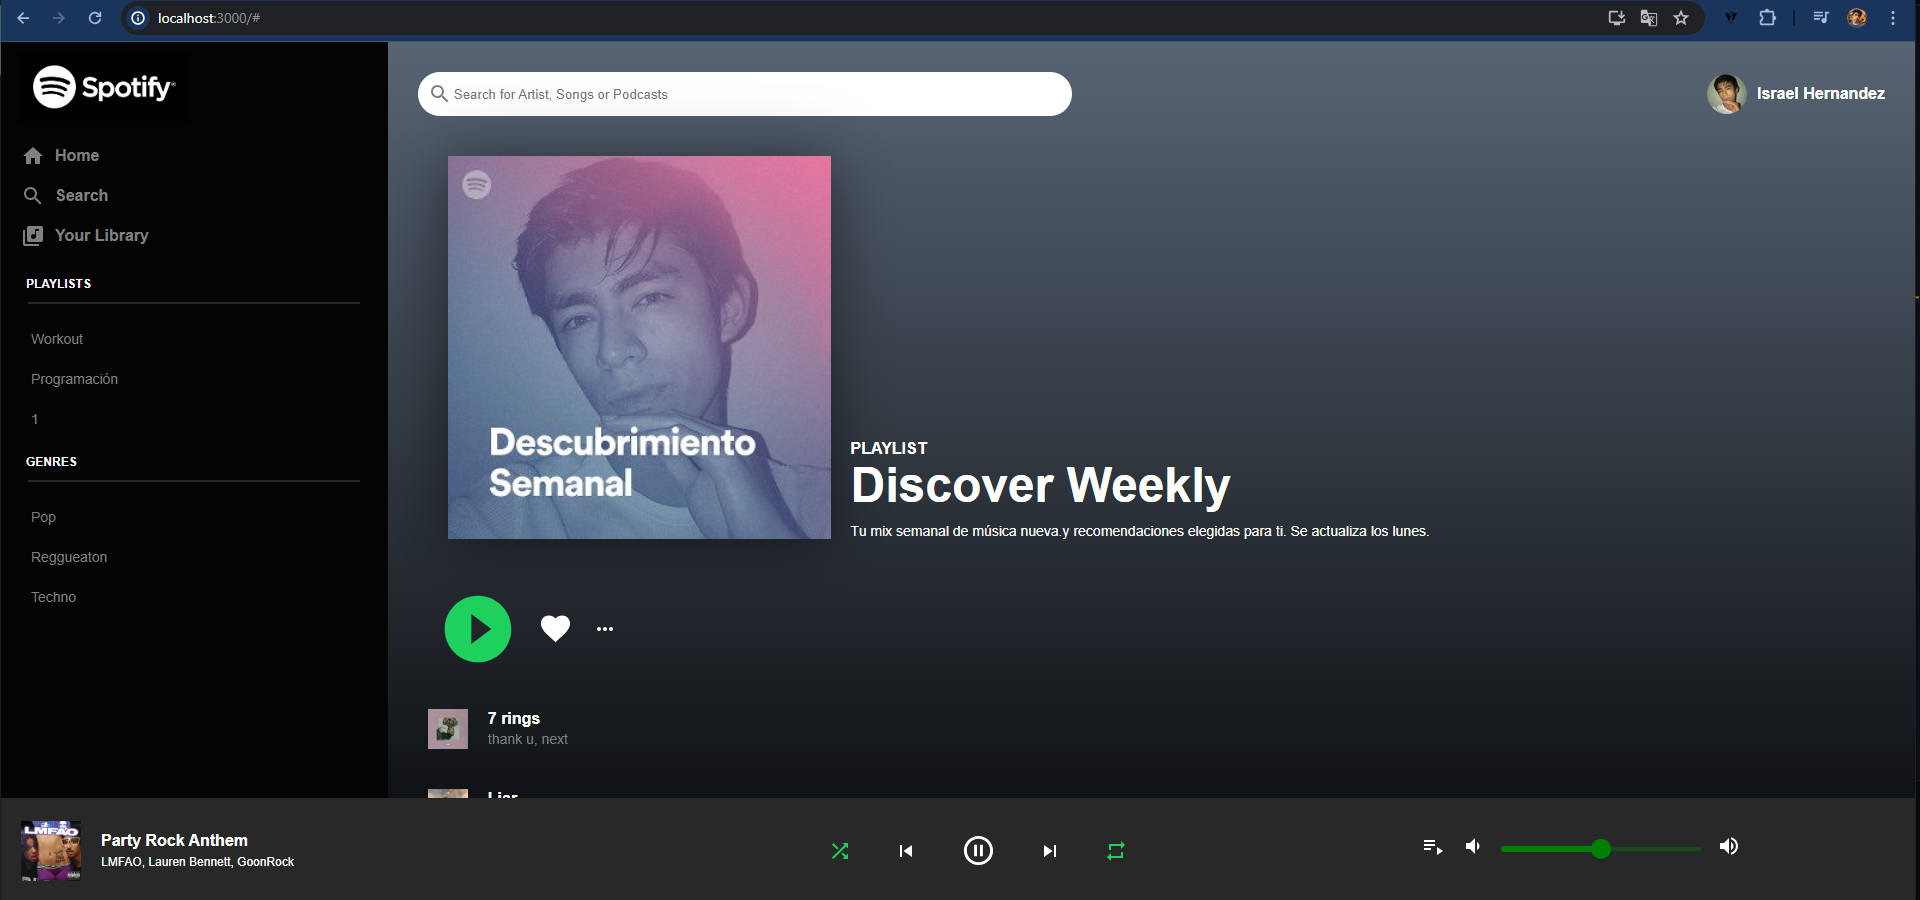 localhost:3000/#
Spotify
Search for Artist, Songs or Podcasts
Israel Hernandez
Home
Search
Your Library
PLAYLISTS
Workout
Programación
1
GENRES
Pop
Reggueaton
Techno
Descubrimiento
Semanal
PLAYLIST
Discover Weekly
Tu mix semanal de música nueva.y recomendaciones elegidas para ti. Se actualiza los lunes.
7 rings
thank u, next
Liar
LMFAO
Party Rock Anthem
LMFAO, Lauren Bennett, GoonRock